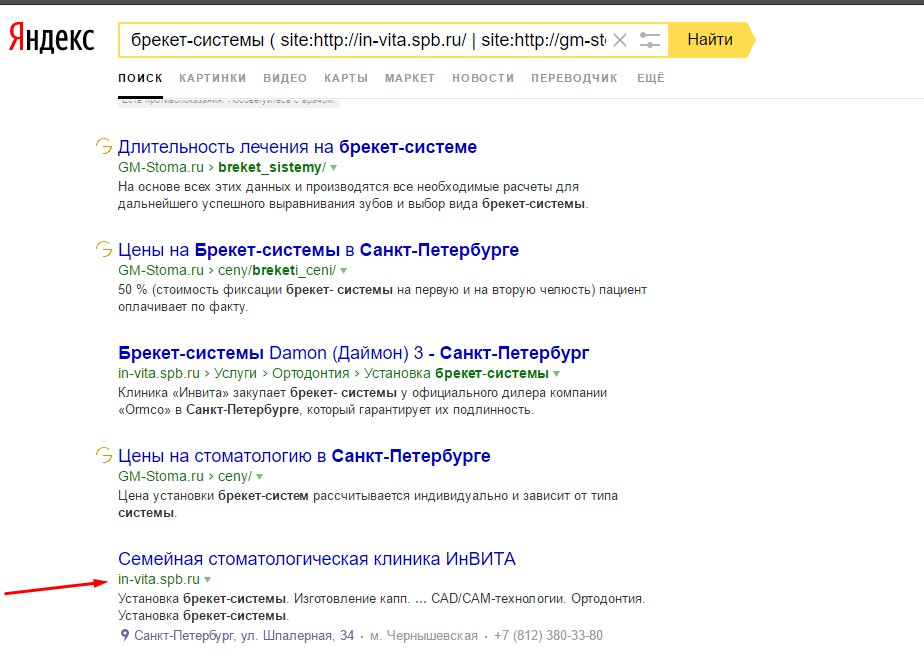 Яндекс
брекет-системы ( site:http://in-vita.spb.ru/ | site:http://gm-st
Найти
ПОИСК КАРТИНКИ ВИДЕО КАРТЫ МАРКЕТ НОВОСТИ ПЕРЕВОДЧИК ЕЩЁ
Есть противопоказания. Посоветуйтесь с врачом.
Длительность лечения на брекет-системе
GM-Stoma.ru › breket_sistemy/
На основе всех этих данных и производятся все необходимые расчеты для
дальнейшего успешного выравнивания зубов и выбор вида брекет-системы.
Цены на Брекет-системы в Санкт-Петербурге
GM-Stoma.ru › ceny/breketi_ceni/
50 % (стоимость фиксации брекет- системы на первую и на вторую челюсть) пациент
оплачивает по факту.
Брекет-системы Damon (Даймон) 3 - Санкт-Петербург
in-vita.spb.ru › Услуги › Ортодонтия › Установка брекет-системы
Клиника «Инвита» закупает брекет- системы у официального дилера компании
«Ormco» в Санкт-Петербурге, который гарантирует их подлинность.
Цены на стоматологию в Санкт-Петербурге
GM-Stoma.ru › ceny/
Цена установки брекет-систем рассчитывается индивидуально и зависит от типа
системы.
Семейная стоматологическая клиника ИнВИТА
in-vita.spb.ru
Установка брекет-системы. Изготовление капп. ... CAD/CAM-технологии. Ортодонтия.
Установка брекет-системы.
Санкт-Петербург, ул. Шпалерная, 34 · м. Чернышевская · +7 (812) 380-33-80